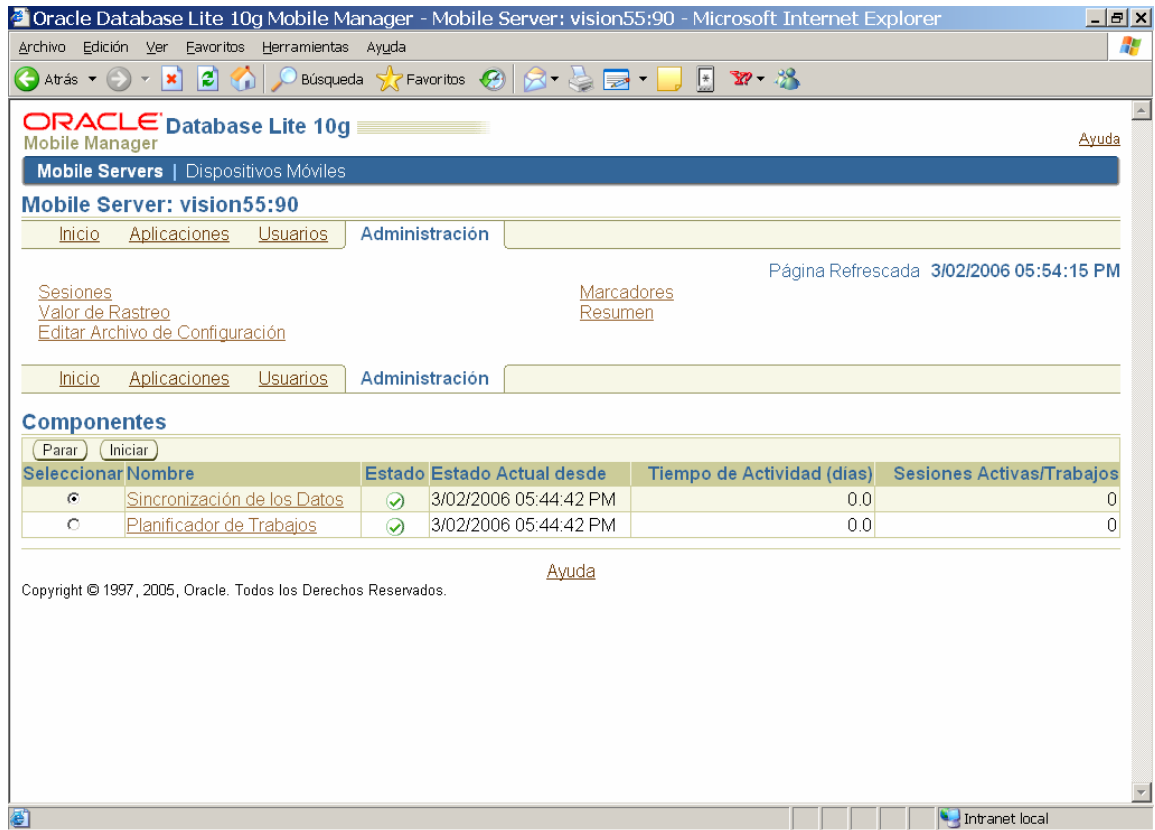 Oracle Database Lite 10g Mobile Manager - Mobile Server: vision55:90 - Microsoft Internet Explorer
Archivo Edición Ver Favoritos Herramientas Ayuda
Atrás Búsqueda Favoritos
ORACLE Database Lite 10g
Mobile Manager
Ayuda
Mobile Servers | Dispositivos Móviles
Mobile Server: vision55:90
Inicio Aplicaciones Usuarios Administración
Página Refrescada 3/02/2006 05:54:15 PM
Sesiones Marcadores
Valor de Rastreo Resumen
Editar Archivo de Configuración
Inicio Aplicaciones Usuarios Administración
Componentes
Parar Iniciar
Seleccionar Nombre Estado Estado Actual desde Tiempo de Actividad (días) Sesiones Activas/Trabajos
Sincronización de los Datos 3/02/2006 05:44:42 PM 0.0 0
Planificador de Trabajos 3/02/2006 05:44:42 PM 0.0 0
Ayuda
Copyright © 1997, 2005, Oracle. Todos los Derechos Reservados.
Intranet local